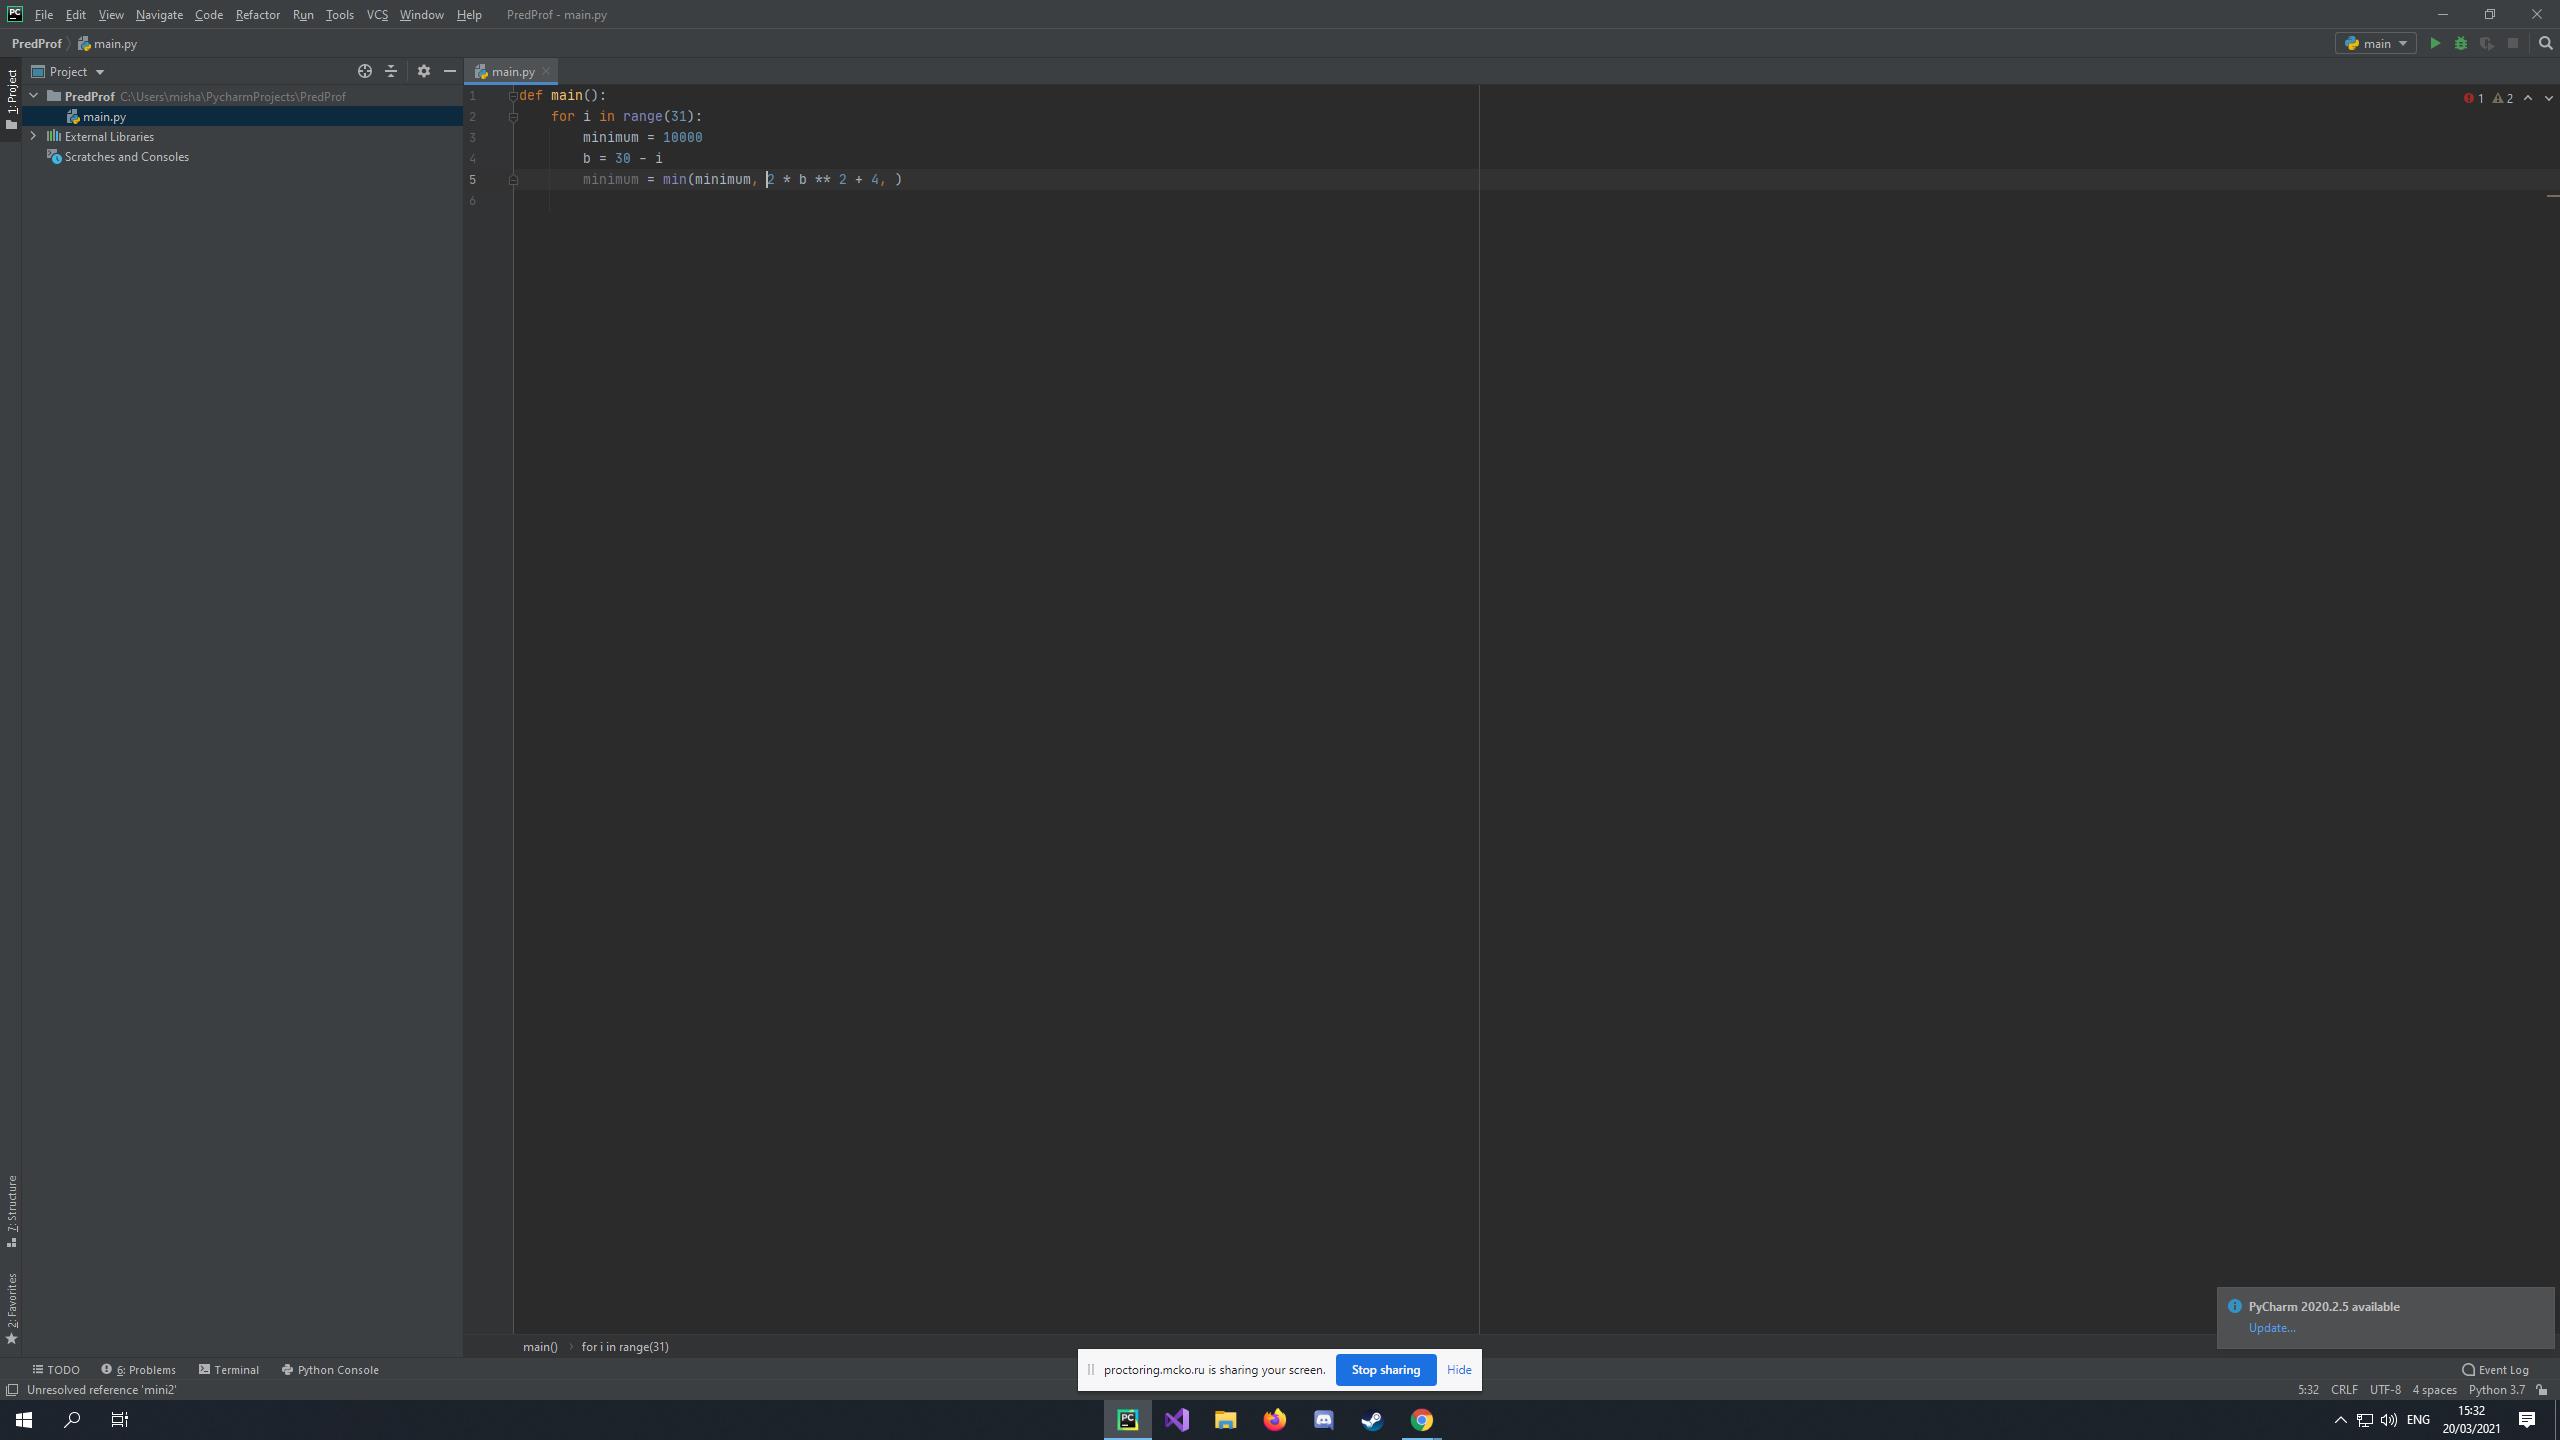 File Edit View Navigate Code Refactor Run Tools VCS Window Help PredProf - main.py
PredProf main.py main
Project main.py
1: Project
PredProf C:\Users\misha\PycharmProjects\PredProf
main.py
External Libraries
Scratches and Consoles
1 def main():
2 for i in range(31):
3 minimum = 10000
4 b = 30 - i
5 minimum = min(minimum, 2 * b ** 2 + 4, )
6
1 2
7: Structure
2: Favorites
PyCharm 2020.2.5 available
Update...
main() for i in range(31)
TODO 6: Problems Terminal Python Console Event Log
proctoring.mcko.ru is sharing your screen. Stop sharing Hide
Unresolved reference 'mini2' 5:32 CRLF UTF-8 4 spaces Python 3.7
PC ENG 15:32
20/03/2021